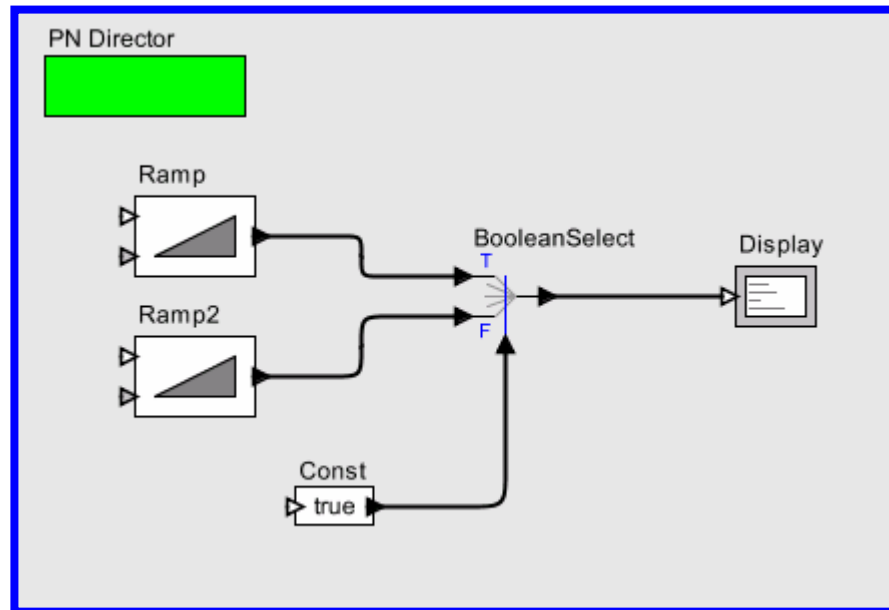 PN Director
Ramp
BooleanSelect
T
Display
Ramp2
F
Const
true